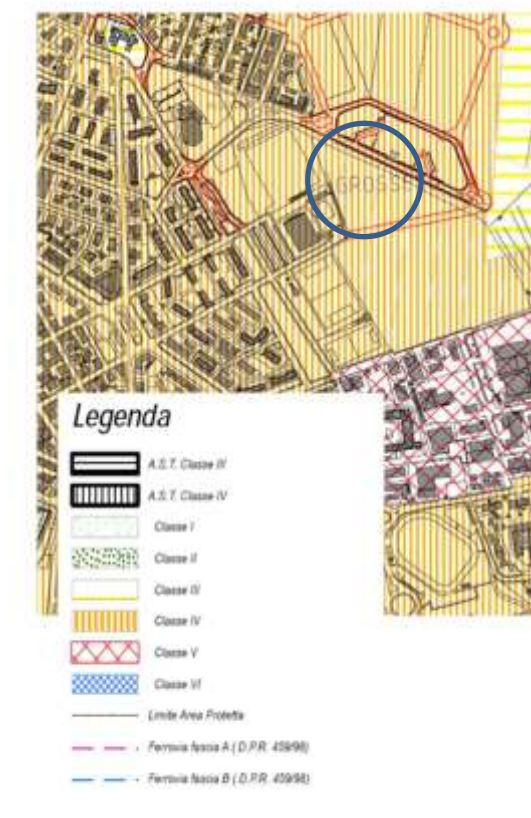 GROSSE
Legenda
A.S.T. Classe III
A.S.T. Classe IV
Classe I
Classe II
Classe III
Classe IV
Classe V
Classe VI
Limite Area Protetta
Ferrovia fascia A ( D.P.R. 459/98)
Ferrovia fascia B ( D.P.R. 459/98)